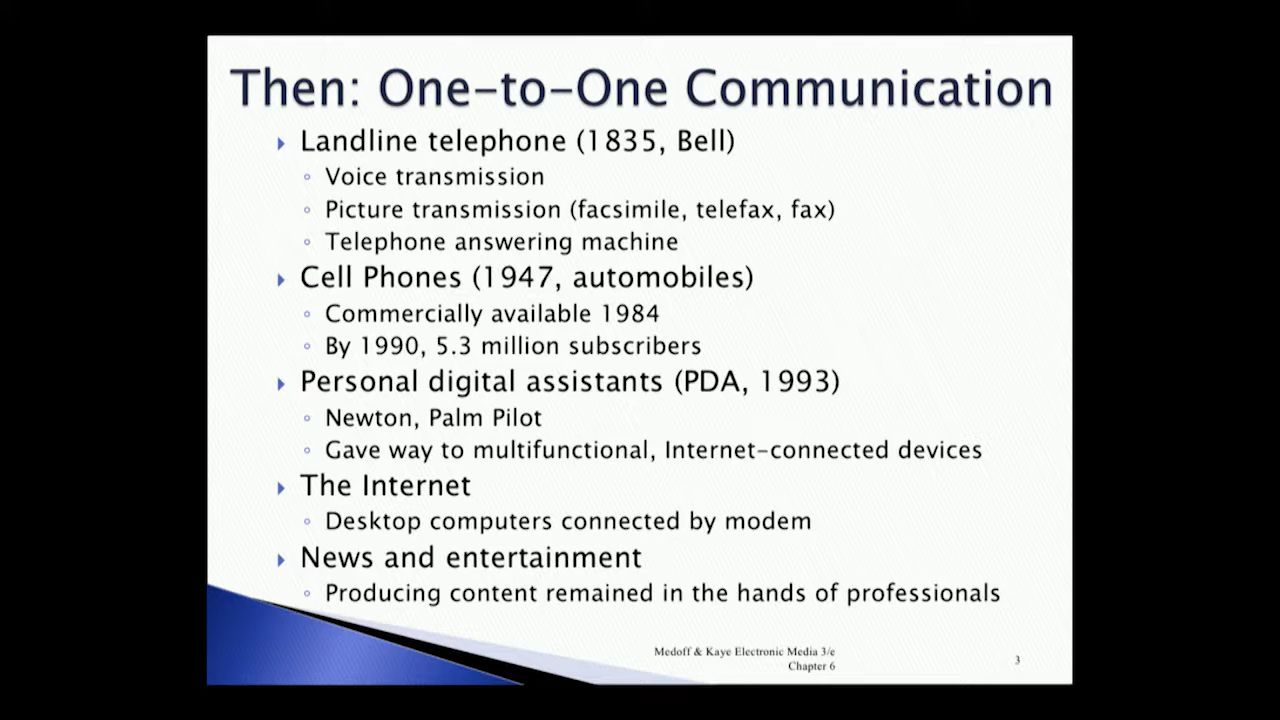 Then: One-to-One Communication
Landline telephone (1835, Bell)
Voice transmission
Picture transmission (facsimile, telefax, fax)
Telephone answering machine
Cell Phones (1947, automobiles)
Commercially available 1984
By 1990, 5.3 million subscribers
Personal digital assistants (PDA, 1993)
Newton, Palm Pilot
Gave way to multifunctional, Internet-connected devices
The Internet
Desktop computers connected by modem
News and entertainment
Producing content remained in the hands of professionals
Medoff & Kaye Electronic Media 3/e
Chapter 6
3